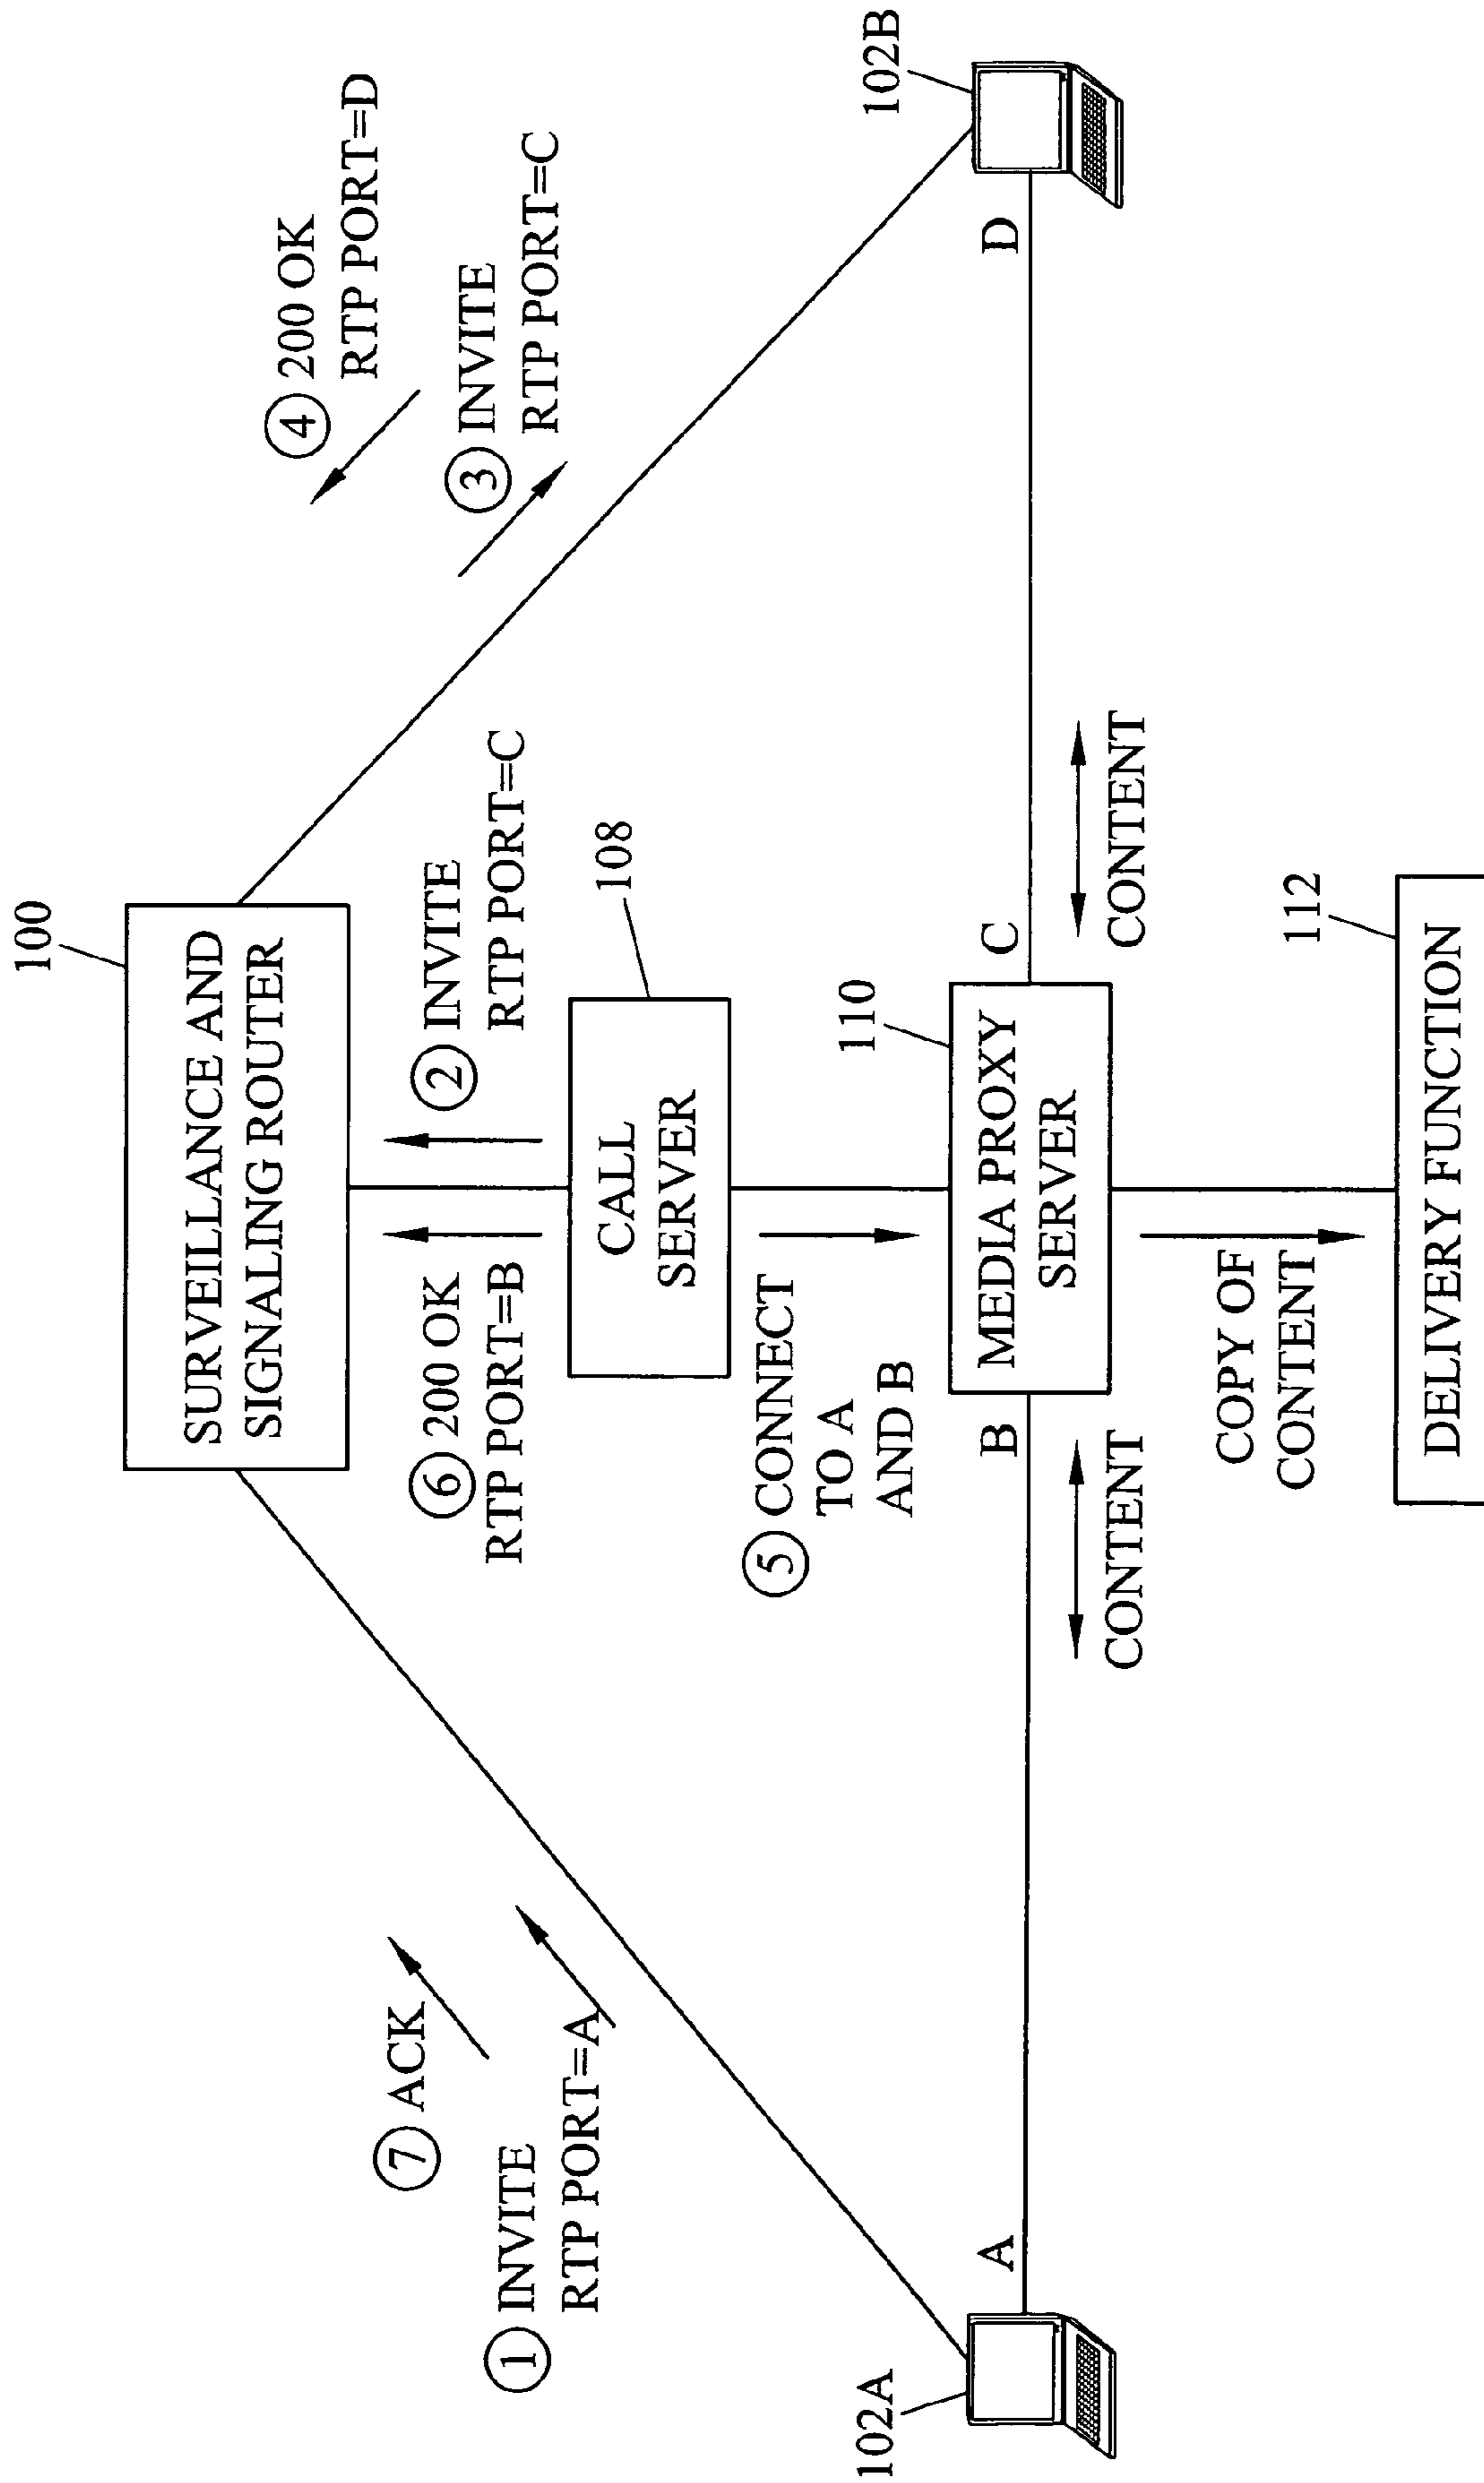 100
SURVEILLANCE AND
SIGNALING ROUTER
④ 200 OK
RTP PORT=D
③ INVITE
RTP PORT=C
⑦ ACK
① INVITE
RTP PORT=A
⑥ 200 OK
RTP PORT=B
② INVITE
RTP PORT=C
108
CALL
SERVER
⑤ CONNECT
TO A
AND B
110
MEDIA PROXY
SERVER
102A
A
B
C
D
102B
CONTENT
CONTENT
COPY OF
CONTENT
112
DELIVERY FUNCTION